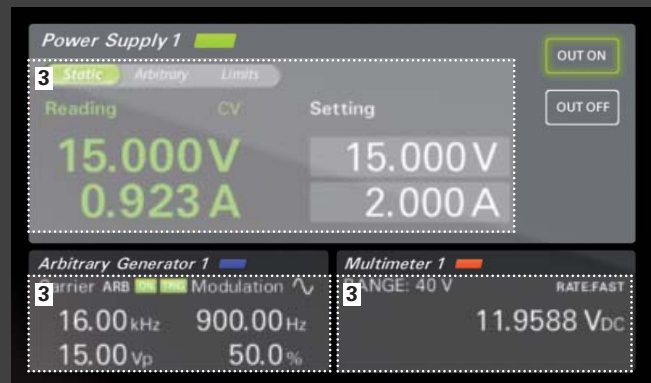 Power Supply 1
OUT ON
3
Static Arbitrary Limits
Reading CV Setting
OUT OFF
15.000 V 15.000 V
0.923 A 2.000 A
Arbitrary Generator 1
Multimeter 1
3
Carrier ARB ON TRIG Modulation
16.00 kHz 900.00 Hz
15.00 Vp 50.0 %
3
RANGE: 40 V RATE:FAST
11.9588 VDC